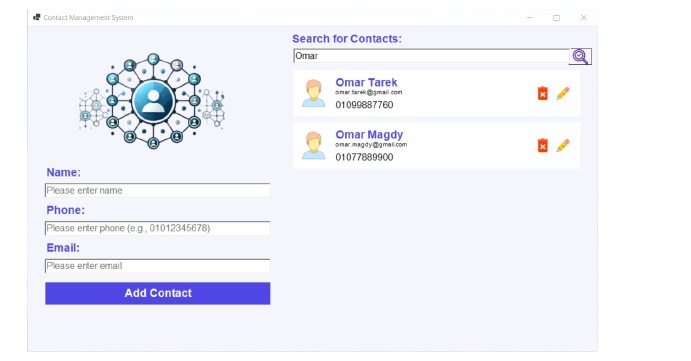 Contact Management System
Search for Contacts:
Omar
Omar Tarek
omar.tarek@gmail.com
01099887760
Omar Magdy
omar.magdy@gmail.com
01077889900
Name:
Please enter name
Phone:
Please enter phone (e.g., 01012345678)
Email:
Please enter email
Add Contact